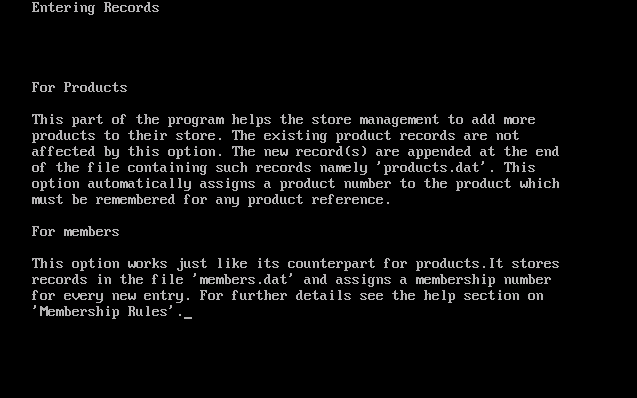 Entering Records
For Products
This part of the program helps the store management to add more
products to their store. The existing product records are not
affected by this option. The new record(s) are appended at the end
of the file containing such records namely 'products.dat'. This
option automatically assigns a product number to the product which
must be remembered for any product reference.
For members
This option works just like its counterpart for products.It stores
records in the file 'members.dat' and assigns a membership number
for every new entry. For further details see the help section on
'Membership Rules'._